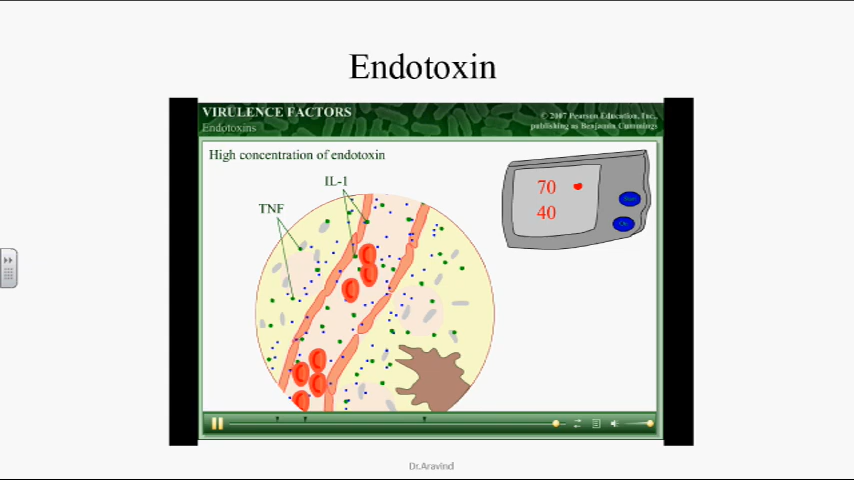 Endotoxin
VIRULENCE FACTORS
Endotoxins
© 2007 Pearson Education, Inc.,
publishing as Benjamin Cummings
High concentration of endotoxin
IL-1
TNF
70
40
Dr.Aravind